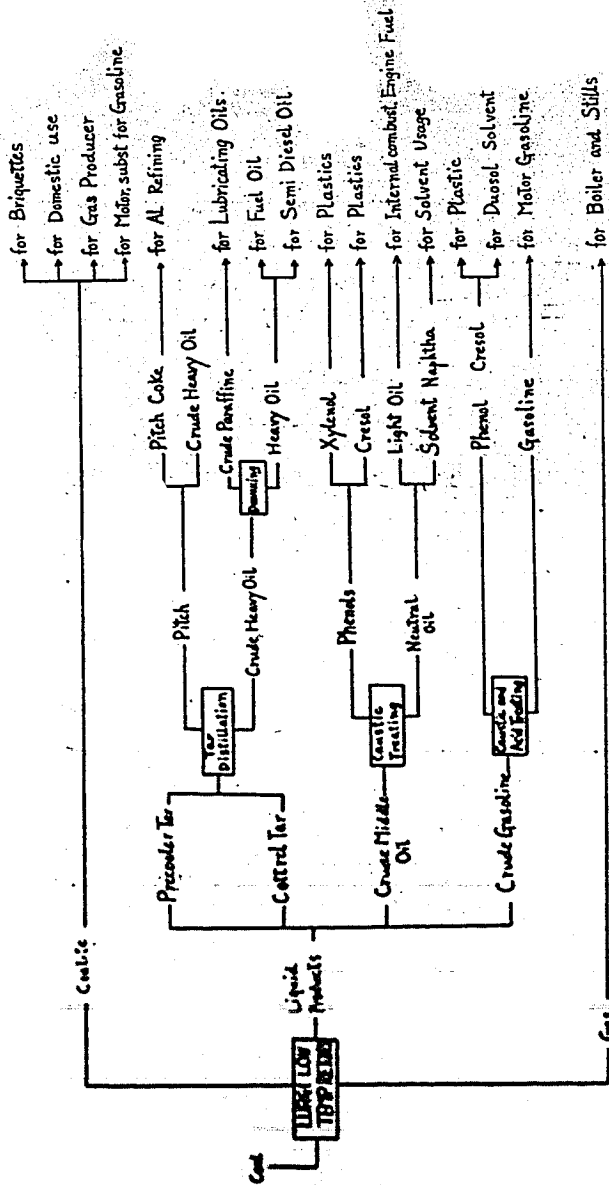 Coal
LURGI LOW
TEMP RETORT
Coalie
Liquid
Products
Gas
Precooler Tar
Cottrel Tar
Crude Middle
Oil
Crude Gasoline
Tar
Distillation
Caustic
Treating
Caustic and
Acid Treating
Pitch
Crude Heavy Oil
Phenols
Neutral
Oil
Dewaxing
Pitch Coke
Crude Heavy Oil
Crude Paraffine
Heavy Oil
Xylenol
Cresol
Light Oil
Solvent Naphtha
Phenol Cresol
Gasoline
for Briquettes
for Domestic use
for Gas Producer
for Motor, subst for Gasoline
for AL Refining
for Lubricating Oils.
for Fuel Oil
for Semi Diesel Oil
for Plastics
for Plasties
for Internal combust. Engine Fuel
for Solvent Usage
for Plastic
for Duosol Solvent
for Motor Gasoline
for Boiler and Stills